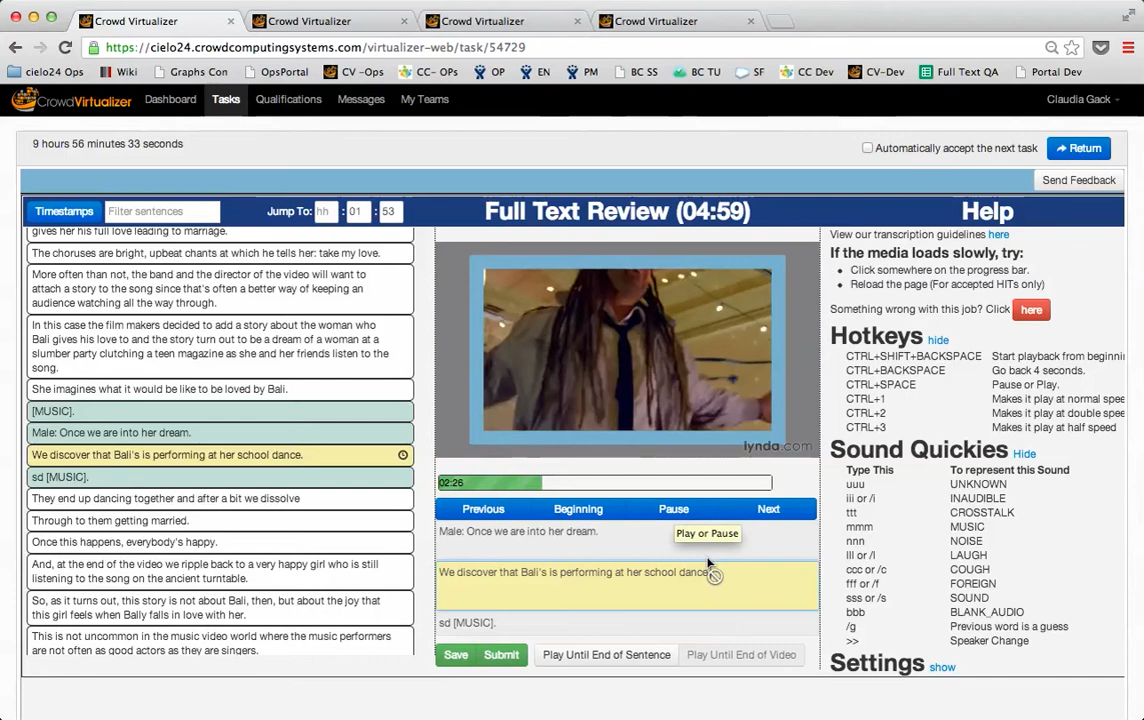 Crowd Virtualizer
Crowd Virtualizer
Crowd Virtualizer
Crowd Virtualizer
https://cielo24.crowdcomputingsystems.com/virtualizer-web/task/54729
cielo24 Ops
Wiki
Graphs Con
OpsPortal
CV -Ops
CC- OPs
OP
EN
PM
BC SS
BC TU
SF
CC Dev
CV-Dev
Full Text QA
Portal Dev
CrowdVirtualizer
Dashboard
Tasks
Qualifications
Messages
My Teams
Claudia Gack
9 hours 56 minutes 33 seconds
Automatically accept the next task
Return
Send Feedback
Timestamps
Filter sentences
Jump To: hh : 01 : 53
Full Text Review (04:59)
Help
gives her his full love leading to marriage.
The choruses are bright, upbeat chants at which he tells her: take my love.
More often than not, the band and the director of the video will want to
attach a story to the song since that's often a better way of keeping an
audience watching all the way through.
In this case the film makers decided to add a story about the woman who
Bali gives his love to and the story turn out to be a dream of a woman at a
slumber party clutching a teen magazine as she and her friends listen to the
song.
She imagines what it would be like to be loved by Bali.
[MUSIC].
Male: Once we are into her dream.
We discover that Bali's is performing at her school dance.
sd [MUSIC].
They end up dancing together and after a bit we dissolve
Through to them getting married.
Once this happens, everybody's happy.
And, at the end of the video we ripple back to a very happy girl who is still
listening to the song on the ancient turntable.
So, as it turns out, this story is not about Bali, then, but about the joy that
this girl feels when Bally falls in love with her.
This is not uncommon in the music video world where the music performers
are not often as good actors as they are singers.
lynda.com
02:26
Previous
Beginning
Pause
Next
Male: Once we are into her dream.
Play or Pause
We discover that Bali's is performing at her school dance
sd [MUSIC].
Save
Submit
Play Until End of Sentence
Play Until End of Video
View our transcription guidelines here
If the media loads slowly, try:
Click somewhere on the progress bar.
Reload the page (For accepted HITs only)
Something wrong with this job? Click here
Hotkeys hide
CTRL+SHIFT+BACKSPACE Start playback from beginnin
CTRL+BACKSPACE Go back 4 seconds.
CTRL+SPACE Pause or Play.
CTRL+1 Makes it play at normal speed
CTRL+2 Makes it play at double speed
CTRL+3 Makes it play at half speed
Sound Quickies Hide
Type This To represent this Sound
uuu UNKNOWN
iii or /i INAUDIBLE
ttt CROSSTALK
mmm MUSIC
nnn NOISE
lll or /l LAUGH
ccc or /c COUGH
fff or /f FOREIGN
sss or /s SOUND
bbb BLANK_AUDIO
/g Previous word is a guess
>> Speaker Change
Settings show